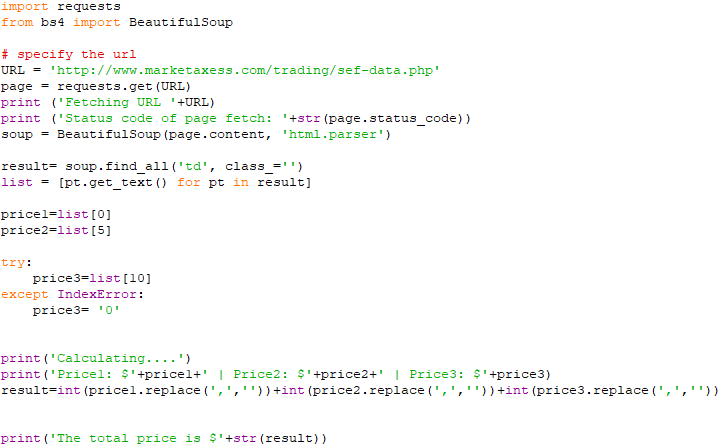 import requests
from bs4 import BeautifulSoup
# specify the url
URL = 'http://www.marketaxess.com/trading/sef-data.php'
page = requests.get(URL)
print ('Fetching URL '+URL)
print ('Status code of page fetch: '+str(page.status_code))
soup = BeautifulSoup(page.content, 'html.parser')
result= soup.find_all('td', class_='')
list = [pt.get_text() for pt in result]
price1=list[0]
price2=list[5]
try:
    price3=list[10]
except IndexError:
    price3= '0'
print('Calculating....')
print('Price1: $'+price1+' | Price2: $'+price2+' | Price3: $'+price3)
result=int(price1.replace(',',''))+int(price2.replace(',',''))+int(price3.replace(',',''))
print('The total price is $'+str(result))